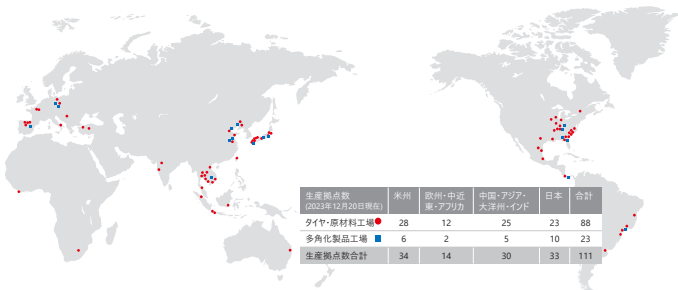 生産拠点数 米州 欧州・中近 中国・アジア・ 日本 合計
(2023年12月20日現在) 東・アフリカ 大洋州・インド
タイヤ・原材料工場 28 12 25 23 88
多角化製品工場 6 2 5 10 23
生産拠点数合計 34 14 30 33 111